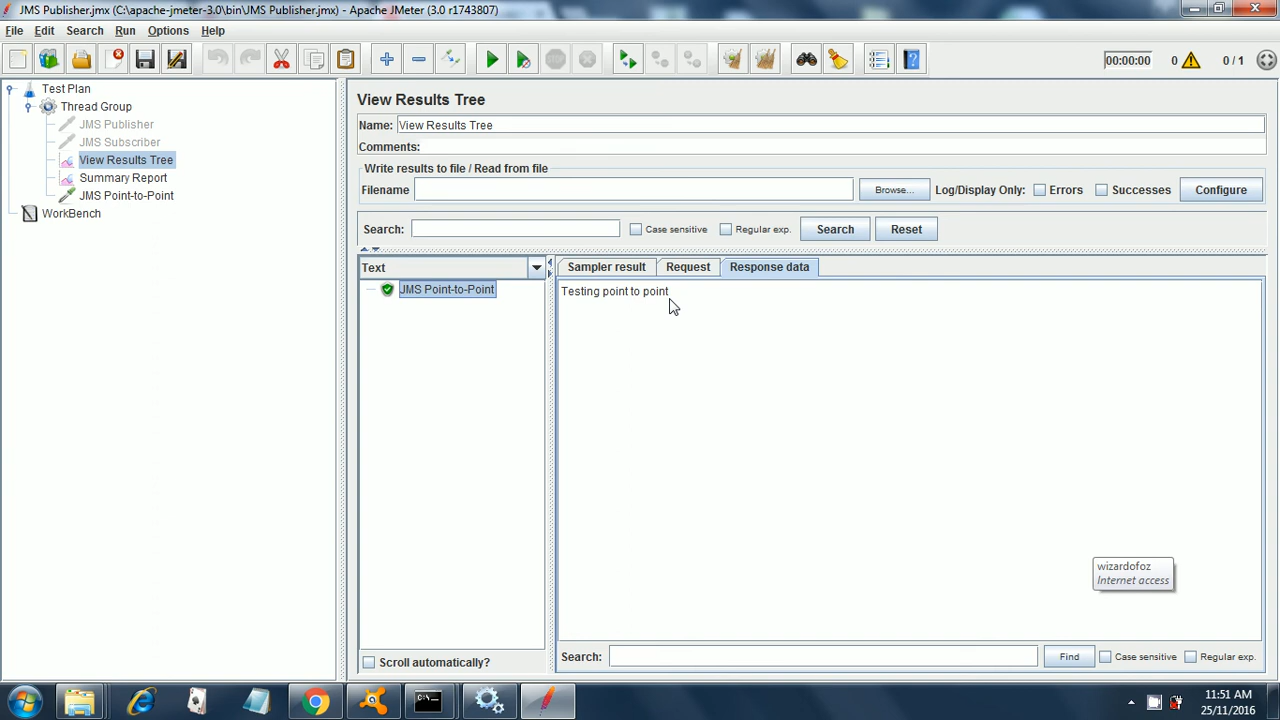 JMS Publisher.jmx (C:\apache-jmeter-3.0\bin\JMS Publisher.jmx) - Apache JMeter (3.0 r1743807)
File Edit Search Run Options Help
00:00:00 0 0 / 1
Test Plan
Thread Group
JMS Publisher
JMS Subscriber
View Results Tree
Summary Report
JMS Point-to-Point
WorkBench
View Results Tree
Name: View Results Tree
Comments:
Write results to file / Read from file
Filename Browse... Log/Display Only: Errors Successes Configure
Search: Case sensitive Regular exp. Search Reset
Text
JMS Point-to-Point
Sampler result Request Response data
Testing point to point
wizardofoz
Internet access
Scroll automatically?
Search: Find Case sensitive Regular exp.
C:\
11:51 AM
25/11/2016